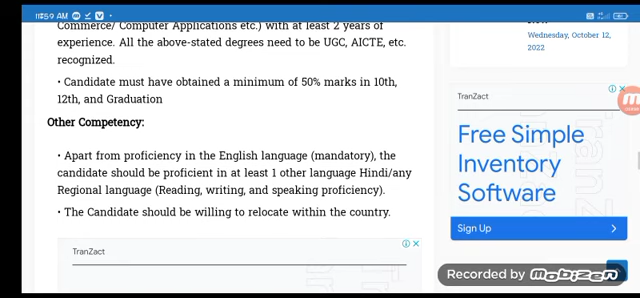 11:59 AM
Commerce/ Computer Applications etc.) with at least 2 years of
experience. All the above-stated degrees need to be UGC, AICTE, etc.
recognized.
• Candidate must have obtained a minimum of 50% marks in 10th,
12th, and Graduation
Other Competency:
• Apart from proficiency in the English language (mandatory), the
candidate should be proficient in at least 1 other language Hindi/any
Regional language (Reading, writing, and speaking proficiency).
• The Candidate should be willing to relocate within the country.
TranZact
Wednesday, October 12,
2022
TranZact
Free Simple
Inventory
Software
Sign Up
Recorded by
mobizen